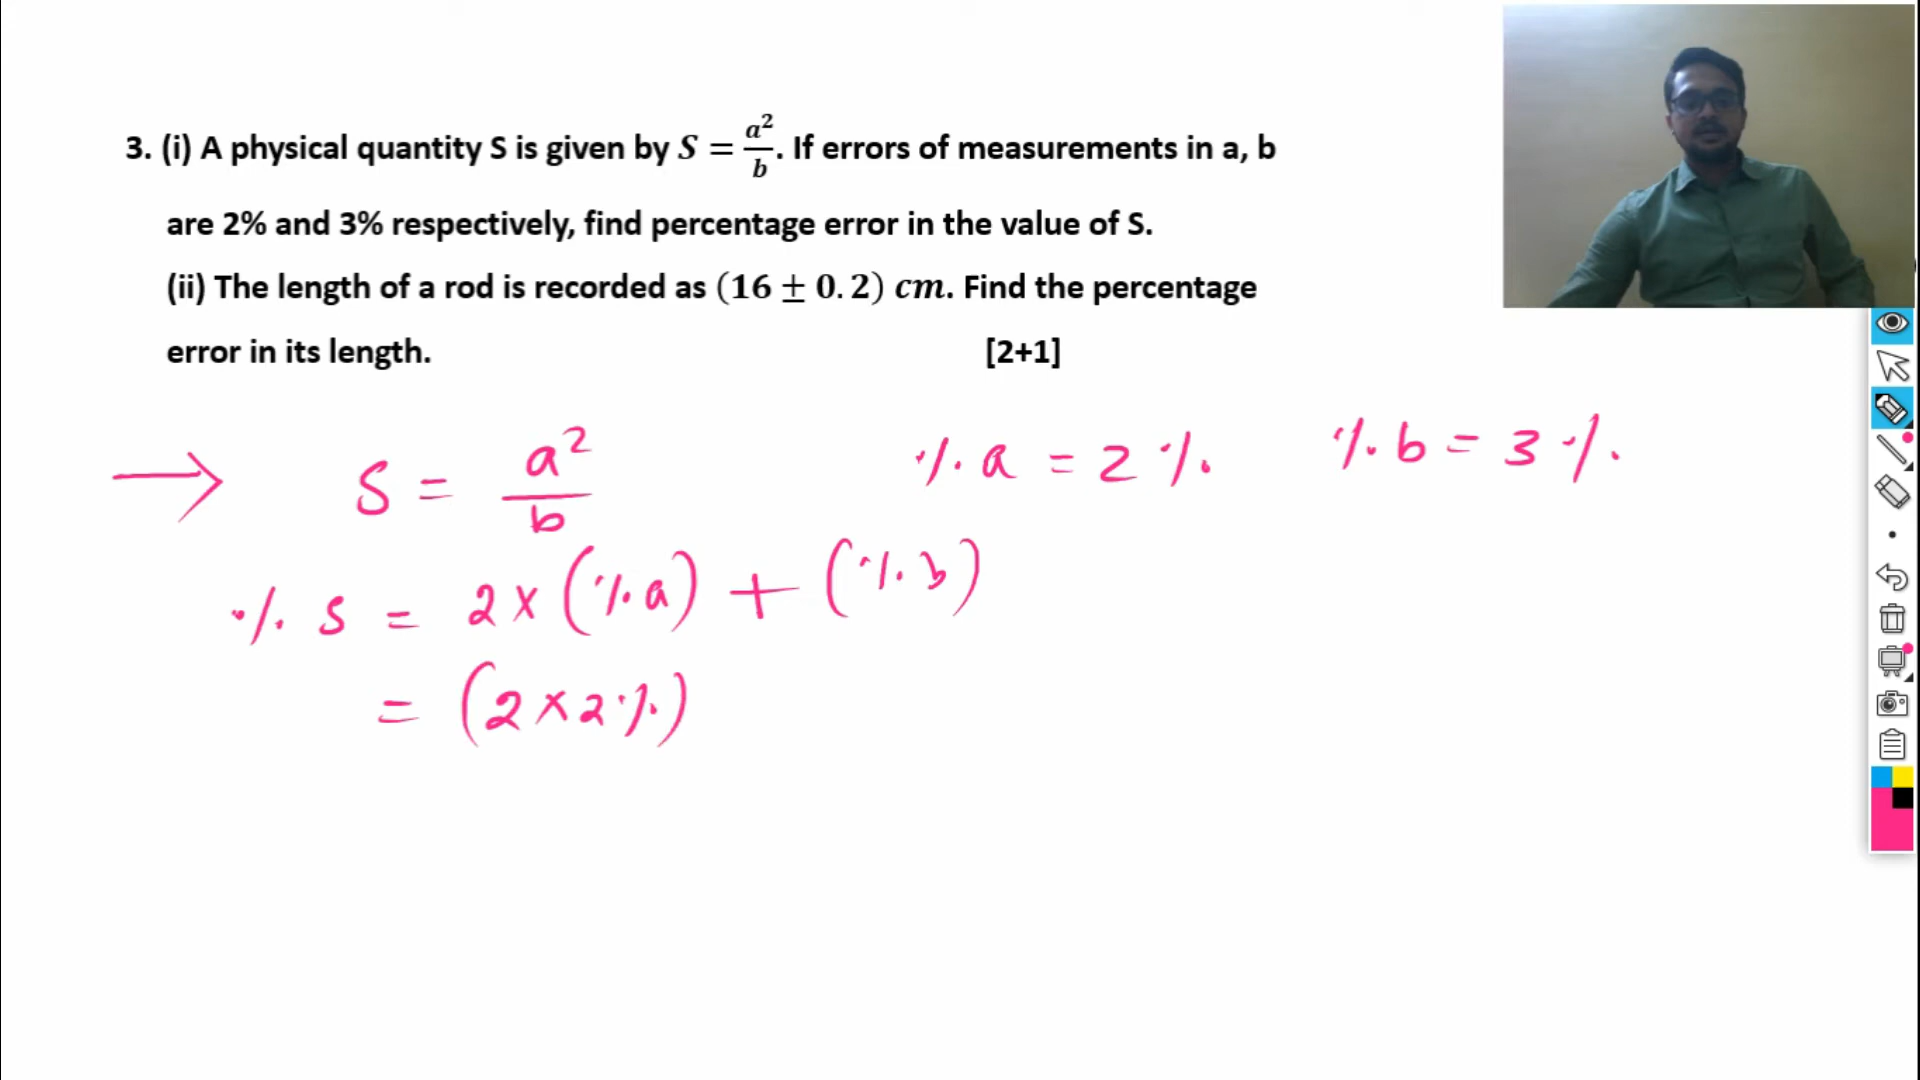 3. (i) A physical quantity S is given by S = a²/b. If errors of measurements in a, b
are 2% and 3% respectively, find percentage error in the value of S.
(ii) The length of a rod is recorded as (16 ± 0. 2) cm. Find the percentage
error in its length. [2+1]
→ S = a²/b % a = 2 % % b = 3 %
% S = 2 × (% a) + (% b)
= (2 × 2 %)